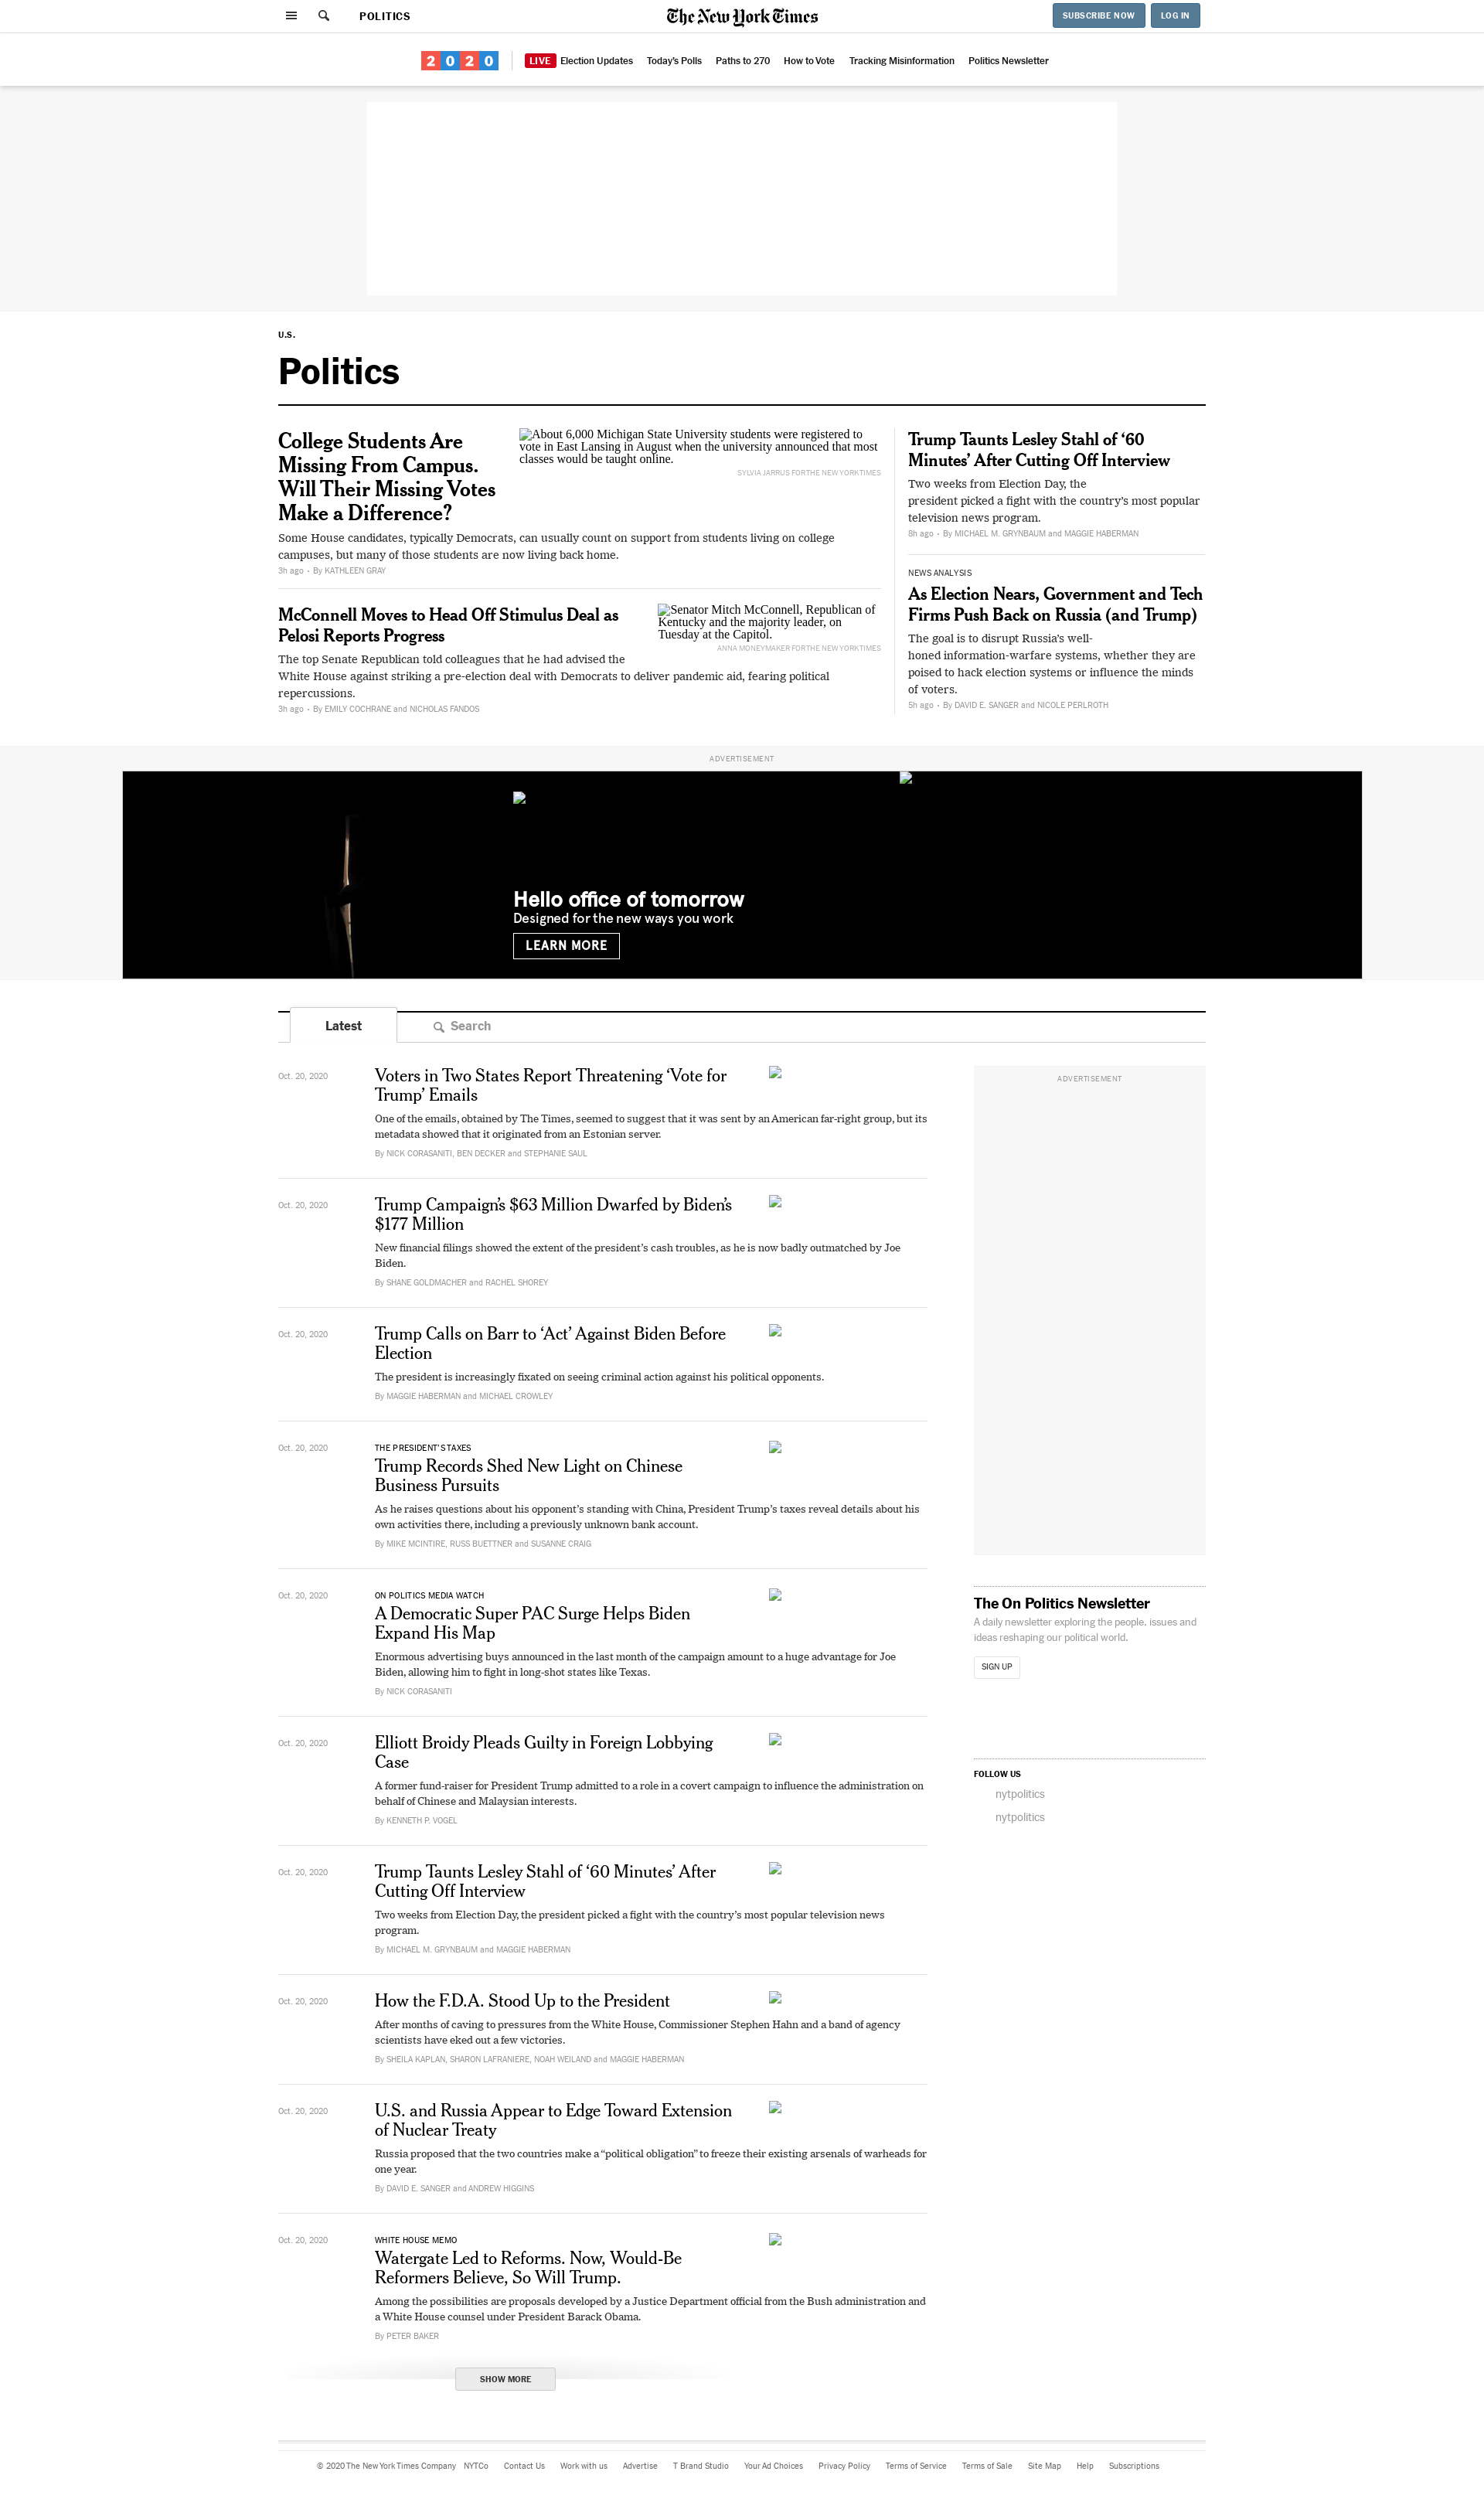 POLITICS
The New York Times
SUBSCRIBE NOW
LOG IN
2020
LIVE Election Updates
Today's Polls
Paths to 270
How to Vote
Tracking Misinformation
Politics Newsletter
U.S.
Politics
College Students Are
Missing From Campus.
Will Their Missing Votes
Make a Difference?
About 6,000 Michigan State University students were registered to
vote in East Lansing in August when the university announced that most
classes would be taught online.
SYLVIA JARRUS FOR THE NEW YORK TIMES
Some House candidates, typically Democrats, can usually count on support from students living on college
campuses, but many of those students are now living back home.
3h ago • By KATHLEEN GRAY
McConnell Moves to Head Off Stimulus Deal as
Pelosi Reports Progress
Senator Mitch McConnell, Republican of
Kentucky and the majority leader, on
Tuesday at the Capitol.
ANNA MONEYMAKER FOR THE NEW YORK TIMES
The top Senate Republican told colleagues that he had advised the
White House against striking a pre-election deal with Democrats to deliver pandemic aid, fearing political
repercussions.
3h ago • By EMILY COCHRANE and NICHOLAS FANDOS
Trump Taunts Lesley Stahl of ‘60
Minutes’ After Cutting Off Interview
Two weeks from Election Day, the
president picked a fight with the country’s most popular
television news program.
8h ago • By MICHAEL M. GRYNBAUM and MAGGIE HABERMAN
NEWS ANALYSIS
As Election Nears, Government and Tech
Firms Push Back on Russia (and Trump)
The goal is to disrupt Russia’s well-
honed information-warfare systems, whether they are
poised to hack election systems or influence the minds
of voters.
5h ago • By DAVID E. SANGER and NICOLE PERLROTH
ADVERTISEMENT
Hello office of tomorrow
Designed for the new ways you work
LEARN MORE
Latest
Search
Oct. 20, 2020
Voters in Two States Report Threatening ‘Vote for
Trump’ Emails
One of the emails, obtained by The Times, seemed to suggest that it was sent by an American far-right group, but its
metadata showed that it originated from an Estonian server.
By NICK CORASANITI, BEN DECKER and STEPHANIE SAUL
Oct. 20, 2020
Trump Campaign’s $63 Million Dwarfed by Biden’s
$177 Million
New financial filings showed the extent of the president’s cash troubles, as he is now badly outmatched by Joe
Biden.
By SHANE GOLDMACHER and RACHEL SHOREY
Oct. 20, 2020
Trump Calls on Barr to ‘Act’ Against Biden Before
Election
The president is increasingly fixated on seeing criminal action against his political opponents.
By MAGGIE HABERMAN and MICHAEL CROWLEY
Oct. 20, 2020
THE PRESIDENT’S TAXES
Trump Records Shed New Light on Chinese
Business Pursuits
As he raises questions about his opponent’s standing with China, President Trump’s taxes reveal details about his
own activities there, including a previously unknown bank account.
By MIKE MCINTIRE, RUSS BUETTNER and SUSANNE CRAIG
Oct. 20, 2020
ON POLITICS MEDIA WATCH
A Democratic Super PAC Surge Helps Biden
Expand His Map
Enormous advertising buys announced in the last month of the campaign amount to a huge advantage for Joe
Biden, allowing him to fight in long-shot states like Texas.
By NICK CORASANITI
Oct. 20, 2020
Elliott Broidy Pleads Guilty in Foreign Lobbying
Case
A former fund-raiser for President Trump admitted to a role in a covert campaign to influence the administration on
behalf of Chinese and Malaysian interests.
By KENNETH P. VOGEL
Oct. 20, 2020
Trump Taunts Lesley Stahl of ‘60 Minutes’ After
Cutting Off Interview
Two weeks from Election Day, the president picked a fight with the country’s most popular television news
program.
By MICHAEL M. GRYNBAUM and MAGGIE HABERMAN
Oct. 20, 2020
How the F.D.A. Stood Up to the President
After months of caving to pressures from the White House, Commissioner Stephen Hahn and a band of agency
scientists have eked out a few victories.
By SHEILA KAPLAN, SHARON LAFRANIERE, NOAH WEILAND and MAGGIE HABERMAN
Oct. 20, 2020
U.S. and Russia Appear to Edge Toward Extension
of Nuclear Treaty
Russia proposed that the two countries make a “political obligation” to freeze their existing arsenals of warheads for
one year.
By DAVID E. SANGER and ANDREW HIGGINS
Oct. 20, 2020
WHITE HOUSE MEMO
Watergate Led to Reforms. Now, Would-Be
Reformers Believe, So Will Trump.
Among the possibilities are proposals developed by a Justice Department official from the Bush administration and
a White House counsel under President Barack Obama.
By PETER BAKER
SHOW MORE
ADVERTISEMENT
The On Politics Newsletter
A daily newsletter exploring the people, issues and
ideas reshaping our political world.
SIGN UP
FOLLOW US
nytpolitics
nytpolitics
© 2020 The New York Times Company
NYTCo
Contact Us
Work with us
Advertise
T Brand Studio
Your Ad Choices
Privacy Policy
Terms of Service
Terms of Sale
Site Map
Help
Subscriptions